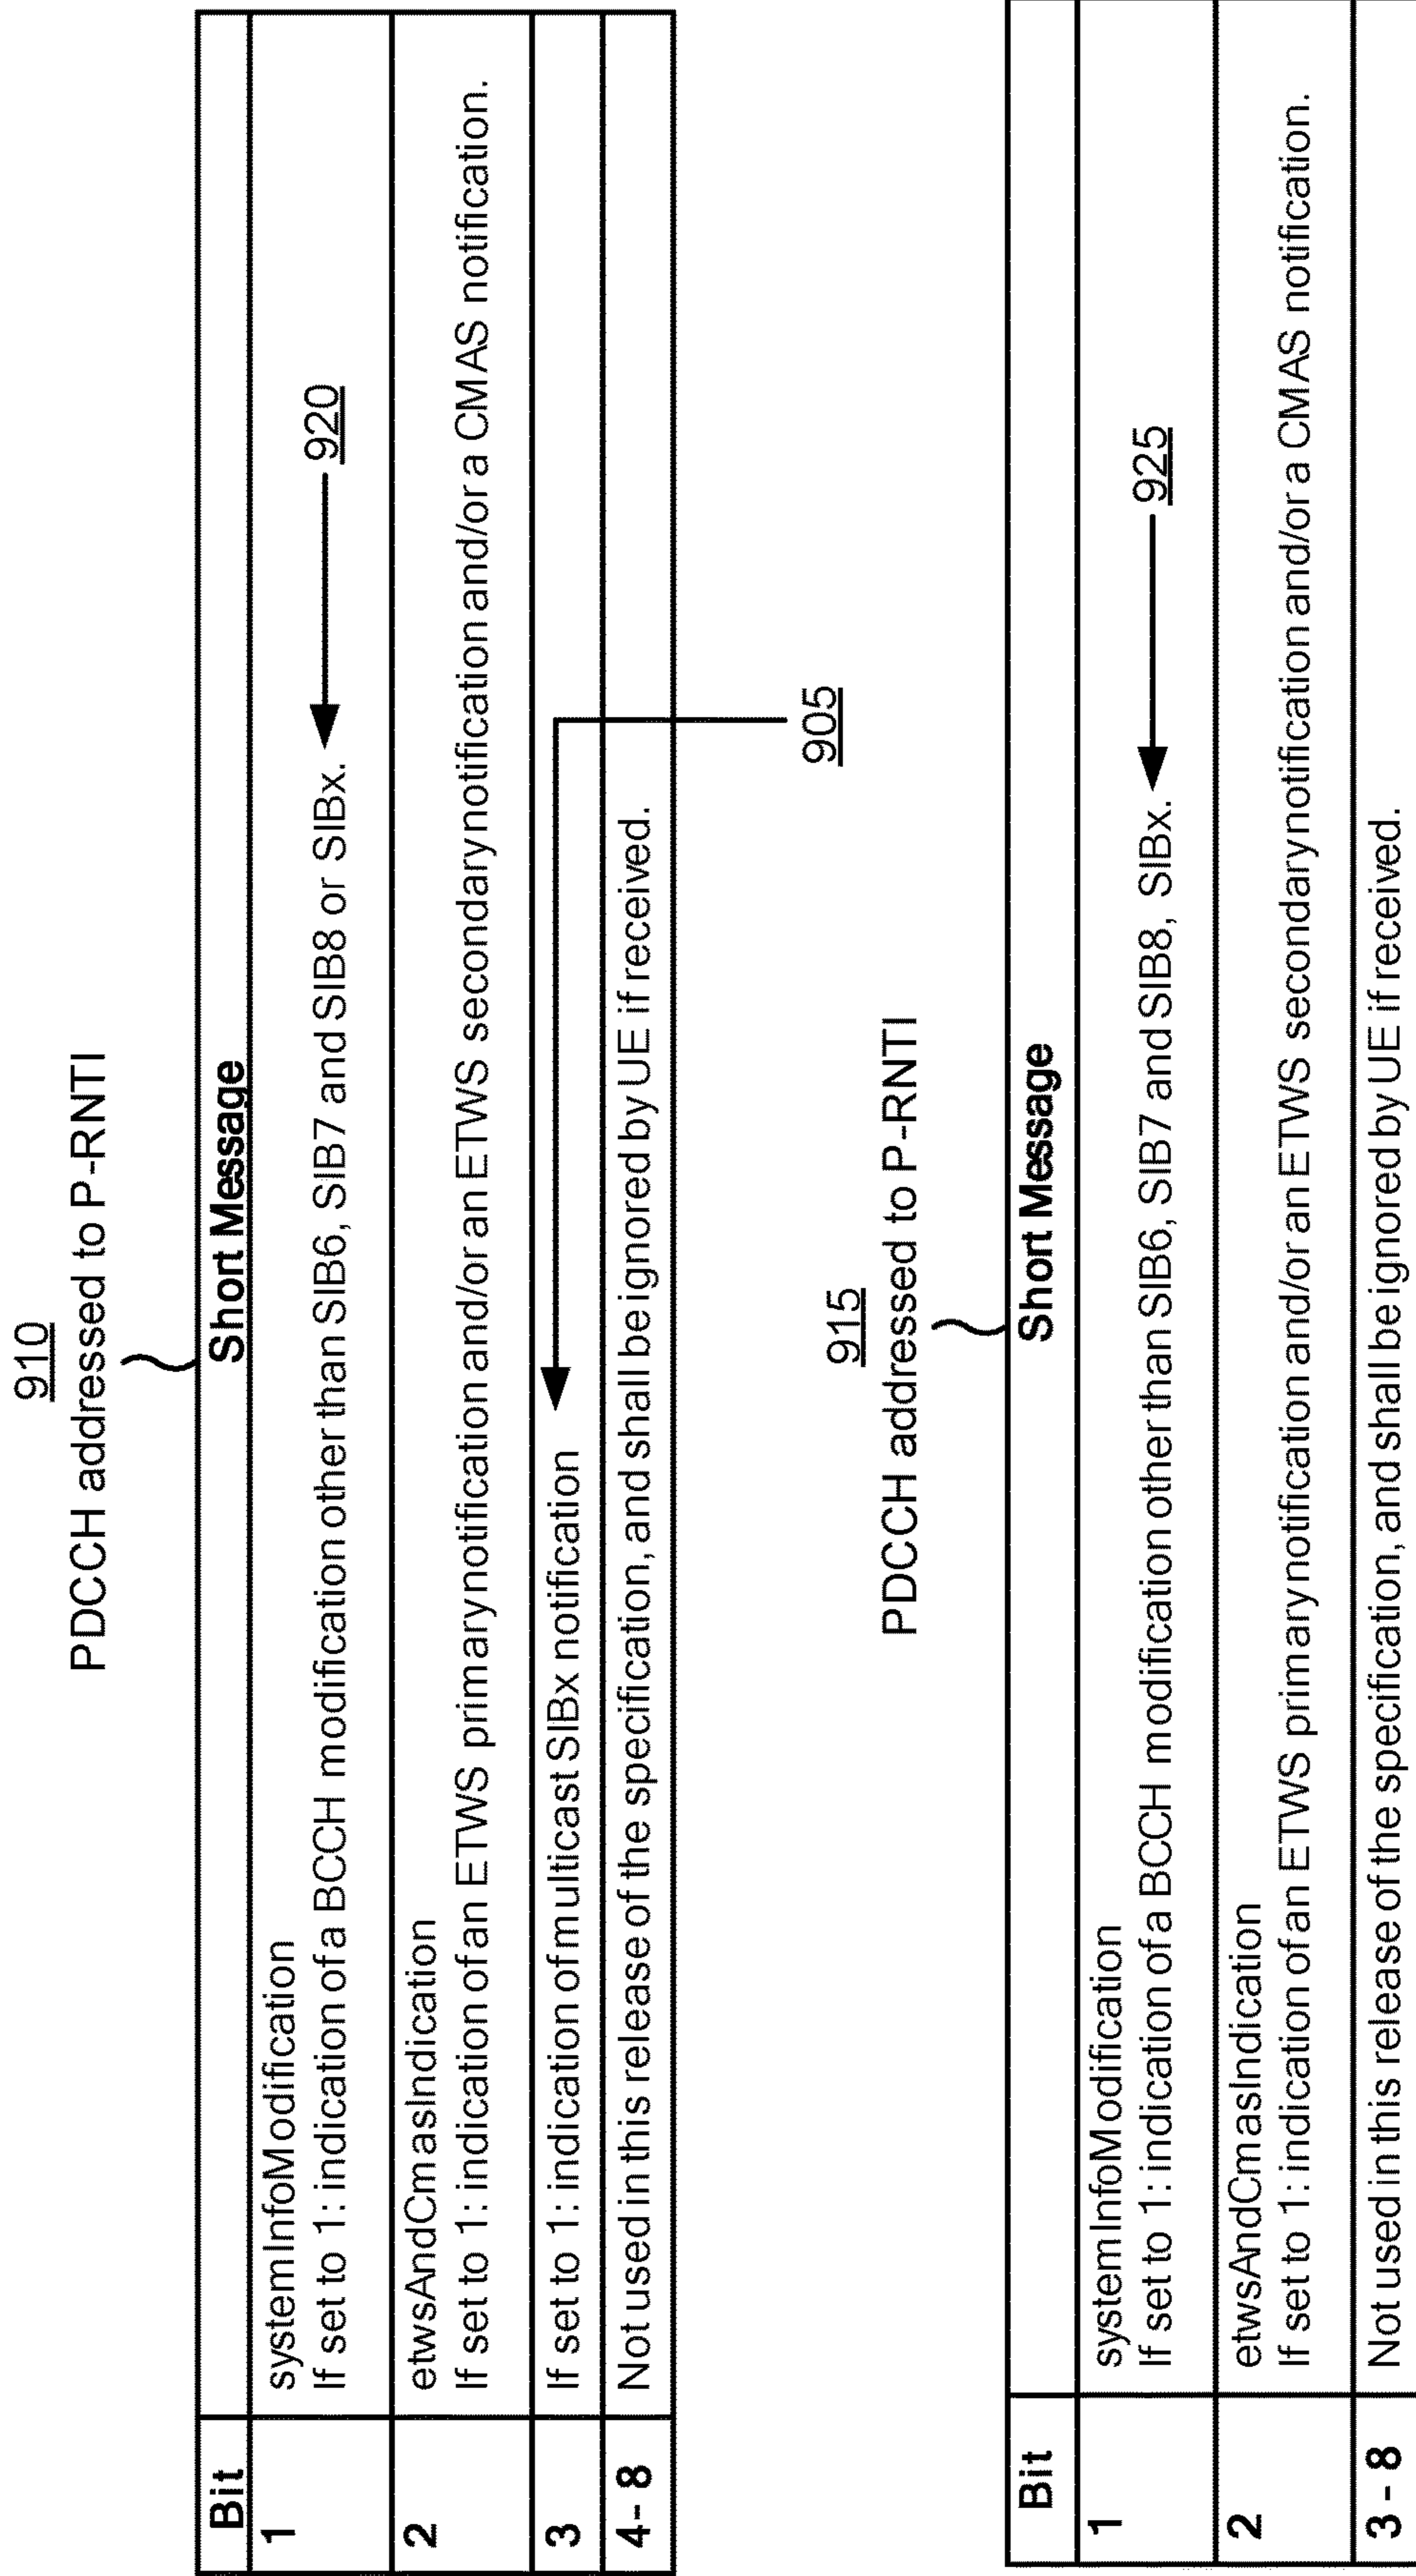 910
PDCCH addressed to P-RNTI
Bit Short Message
1 systemInfoModification
If set to 1: indication of a BCCH modification other than SIB6, SIB7 and SIB8 or SIBx. 920
2 etwsAndCmasIndication
If set to 1: indication of an ETWS primary notification and/or an ETWS secondary notification and/or a CMAS notification.
3 If set to 1: indication of multicast SIBx notification
4- 8 Not used in this release of the specification, and shall be ignored by UE if received.
905
915
PDCCH addressed to P-RNTI
Bit Short Message
1 systemInfoModification
If set to 1: indication of a BCCH modification other than SIB6, SIB7 and SIB8, SIBx. 925
2 etwsAndCmasIndication
If set to 1: indication of an ETWS primary notification and/or an ETWS secondary notification and/or a CMAS notification.
3 - 8 Not used in this release of the specification, and shall be ignored by UE if received.